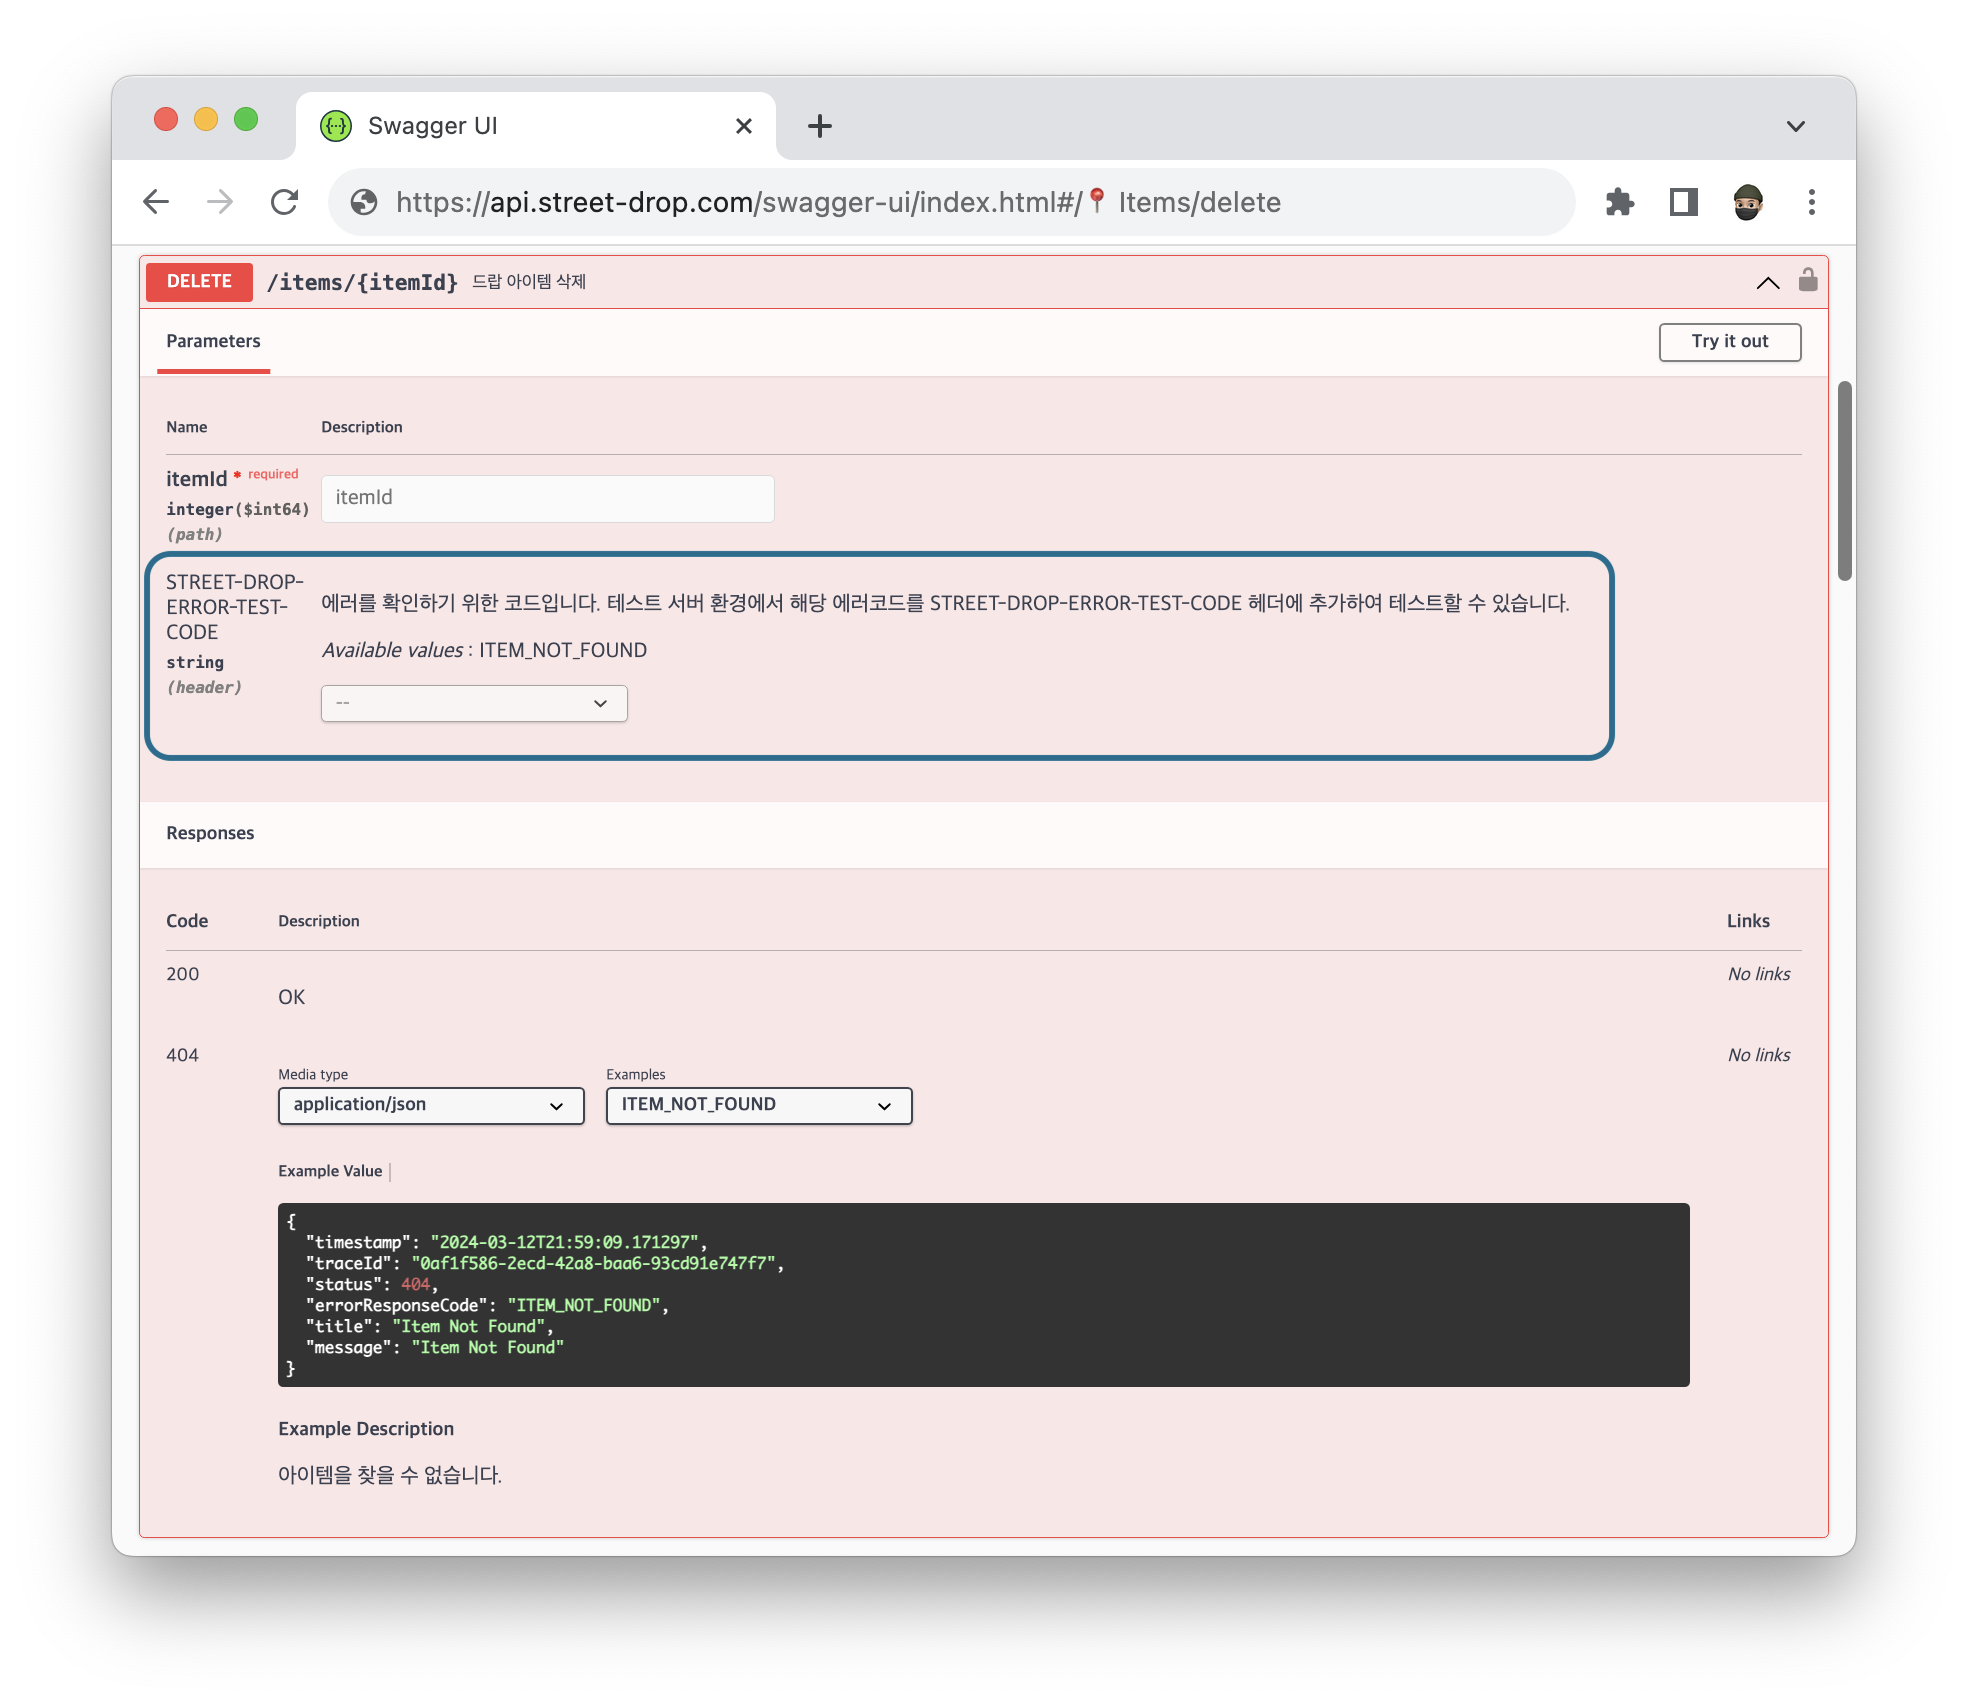 Swagger UI
https://api.street-drop.com/swagger-ui/index.html#/📍 Items/delete
DELETE /items/{itemId} 드랍 아이템 삭제
Parameters
Try it out
Name Description
itemId * required
integer($int64)
(path)
itemId
STREET-DROP-
ERROR-TEST-
CODE
string
(header)
에러를 확인하기 위한 코드입니다. 테스트 서버 환경에서 해당 에러코드를 STREET-DROP-ERROR-TEST-CODE 헤더에 추가하여 테스트할 수 있습니다.
Available values : ITEM_NOT_FOUND
--
Responses
Code Description Links
200 No links
OK
404 No links
Media type Examples
application/json ITEM_NOT_FOUND
Example Value
{
"timestamp": "2024-03-12T21:59:09.171297",
"traceId": "0af1f586-2ecd-42a8-baa6-93cd91e747f7",
"status": 404,
"errorResponseCode": "ITEM_NOT_FOUND",
"title": "Item Not Found",
"message": "Item Not Found"
}
Example Description
아이템을 찾을 수 없습니다.